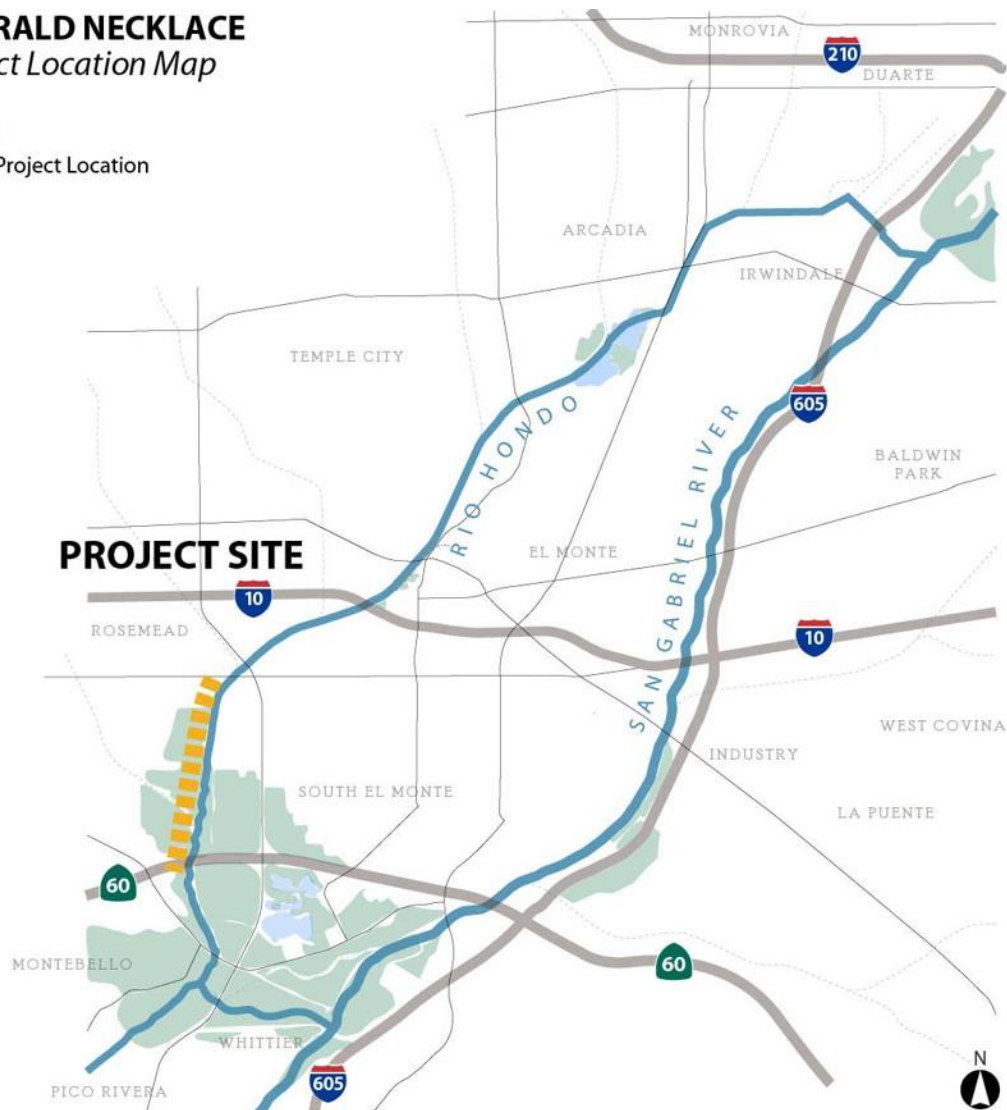 RALD NECKLACE
ct Location Map
Project Location
MONROVIA
210
DUARTE
ARCADIA
IRWINDALE
TEMPLE CITY
605
RIO HONDO
SAN GABRIEL RIVER
BALDWIN
PARK
PROJECT SITE
EL MONTE
10
ROSEMEAD
10
WEST COVINA
INDUSTRY
SOUTH EL MONTE
LA PUENTE
60
MONTEBELLO
60
WHITTIER
605
PICO RIVERA
N